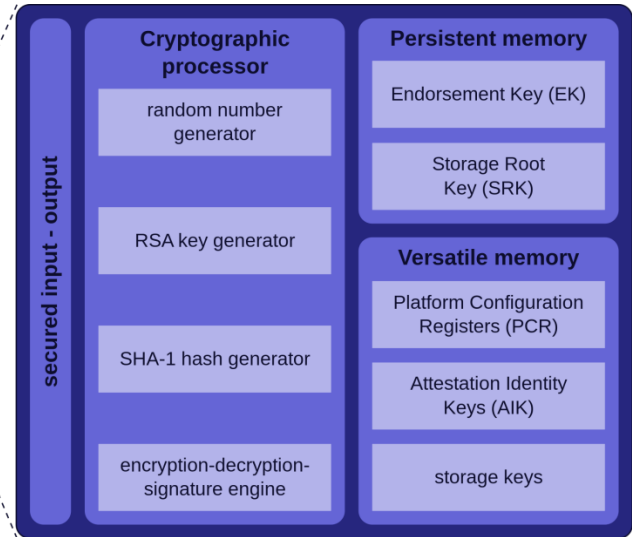 secured input - output
Cryptographic
processor
random number
generator
RSA key generator
SHA-1 hash generator
encryption-decryption-
signature engine
Persistent memory
Endorsement Key (EK)
Storage Root
Key (SRK)
Versatile memory
Platform Configuration
Registers (PCR)
Attestation Identity
Keys (AIK)
storage keys